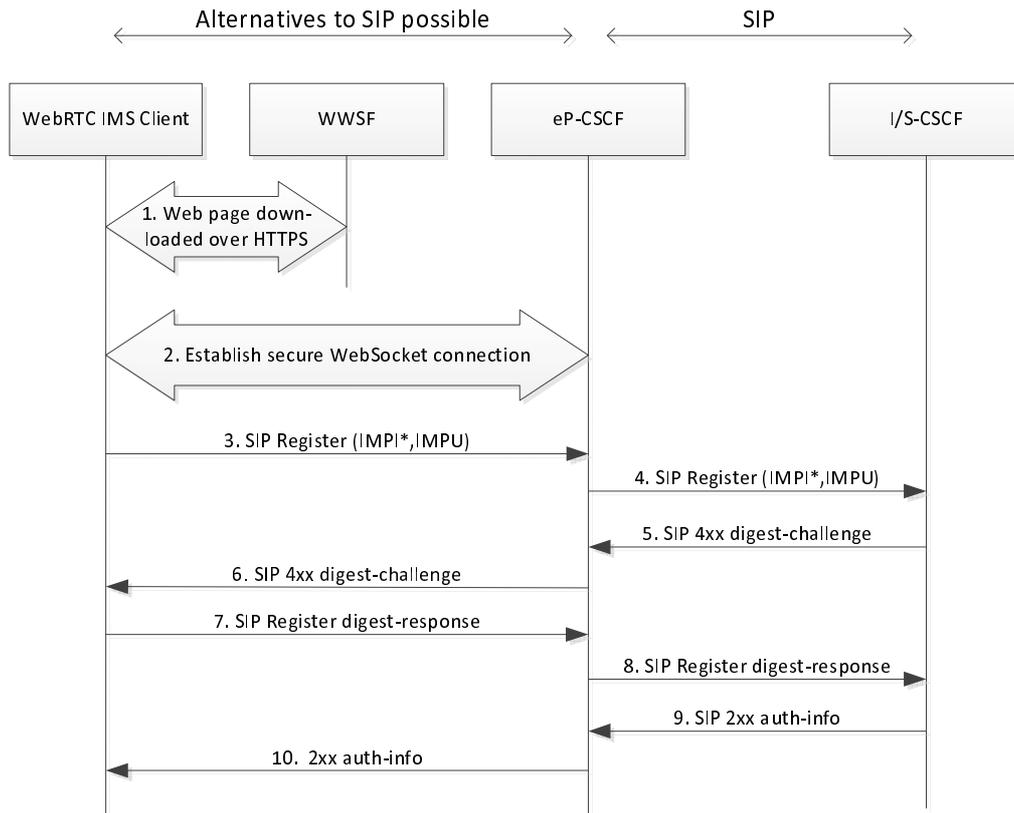 Alternatives to SIP possible
SIP
WebRTC IMS Client
WWSF
eP-CSCF
I/S-CSCF
1. Web page down-
loaded over HTTPS
2. Establish secure WebSocket connection
3. SIP Register (IMPI*,IMPU)
4. SIP Register (IMPI*,IMPU)
5. SIP 4xx digest-challenge
6. SIP 4xx digest-challenge
7. SIP Register digest-response
8. SIP Register digest-response
9. SIP 2xx auth-info
10. 2xx auth-info